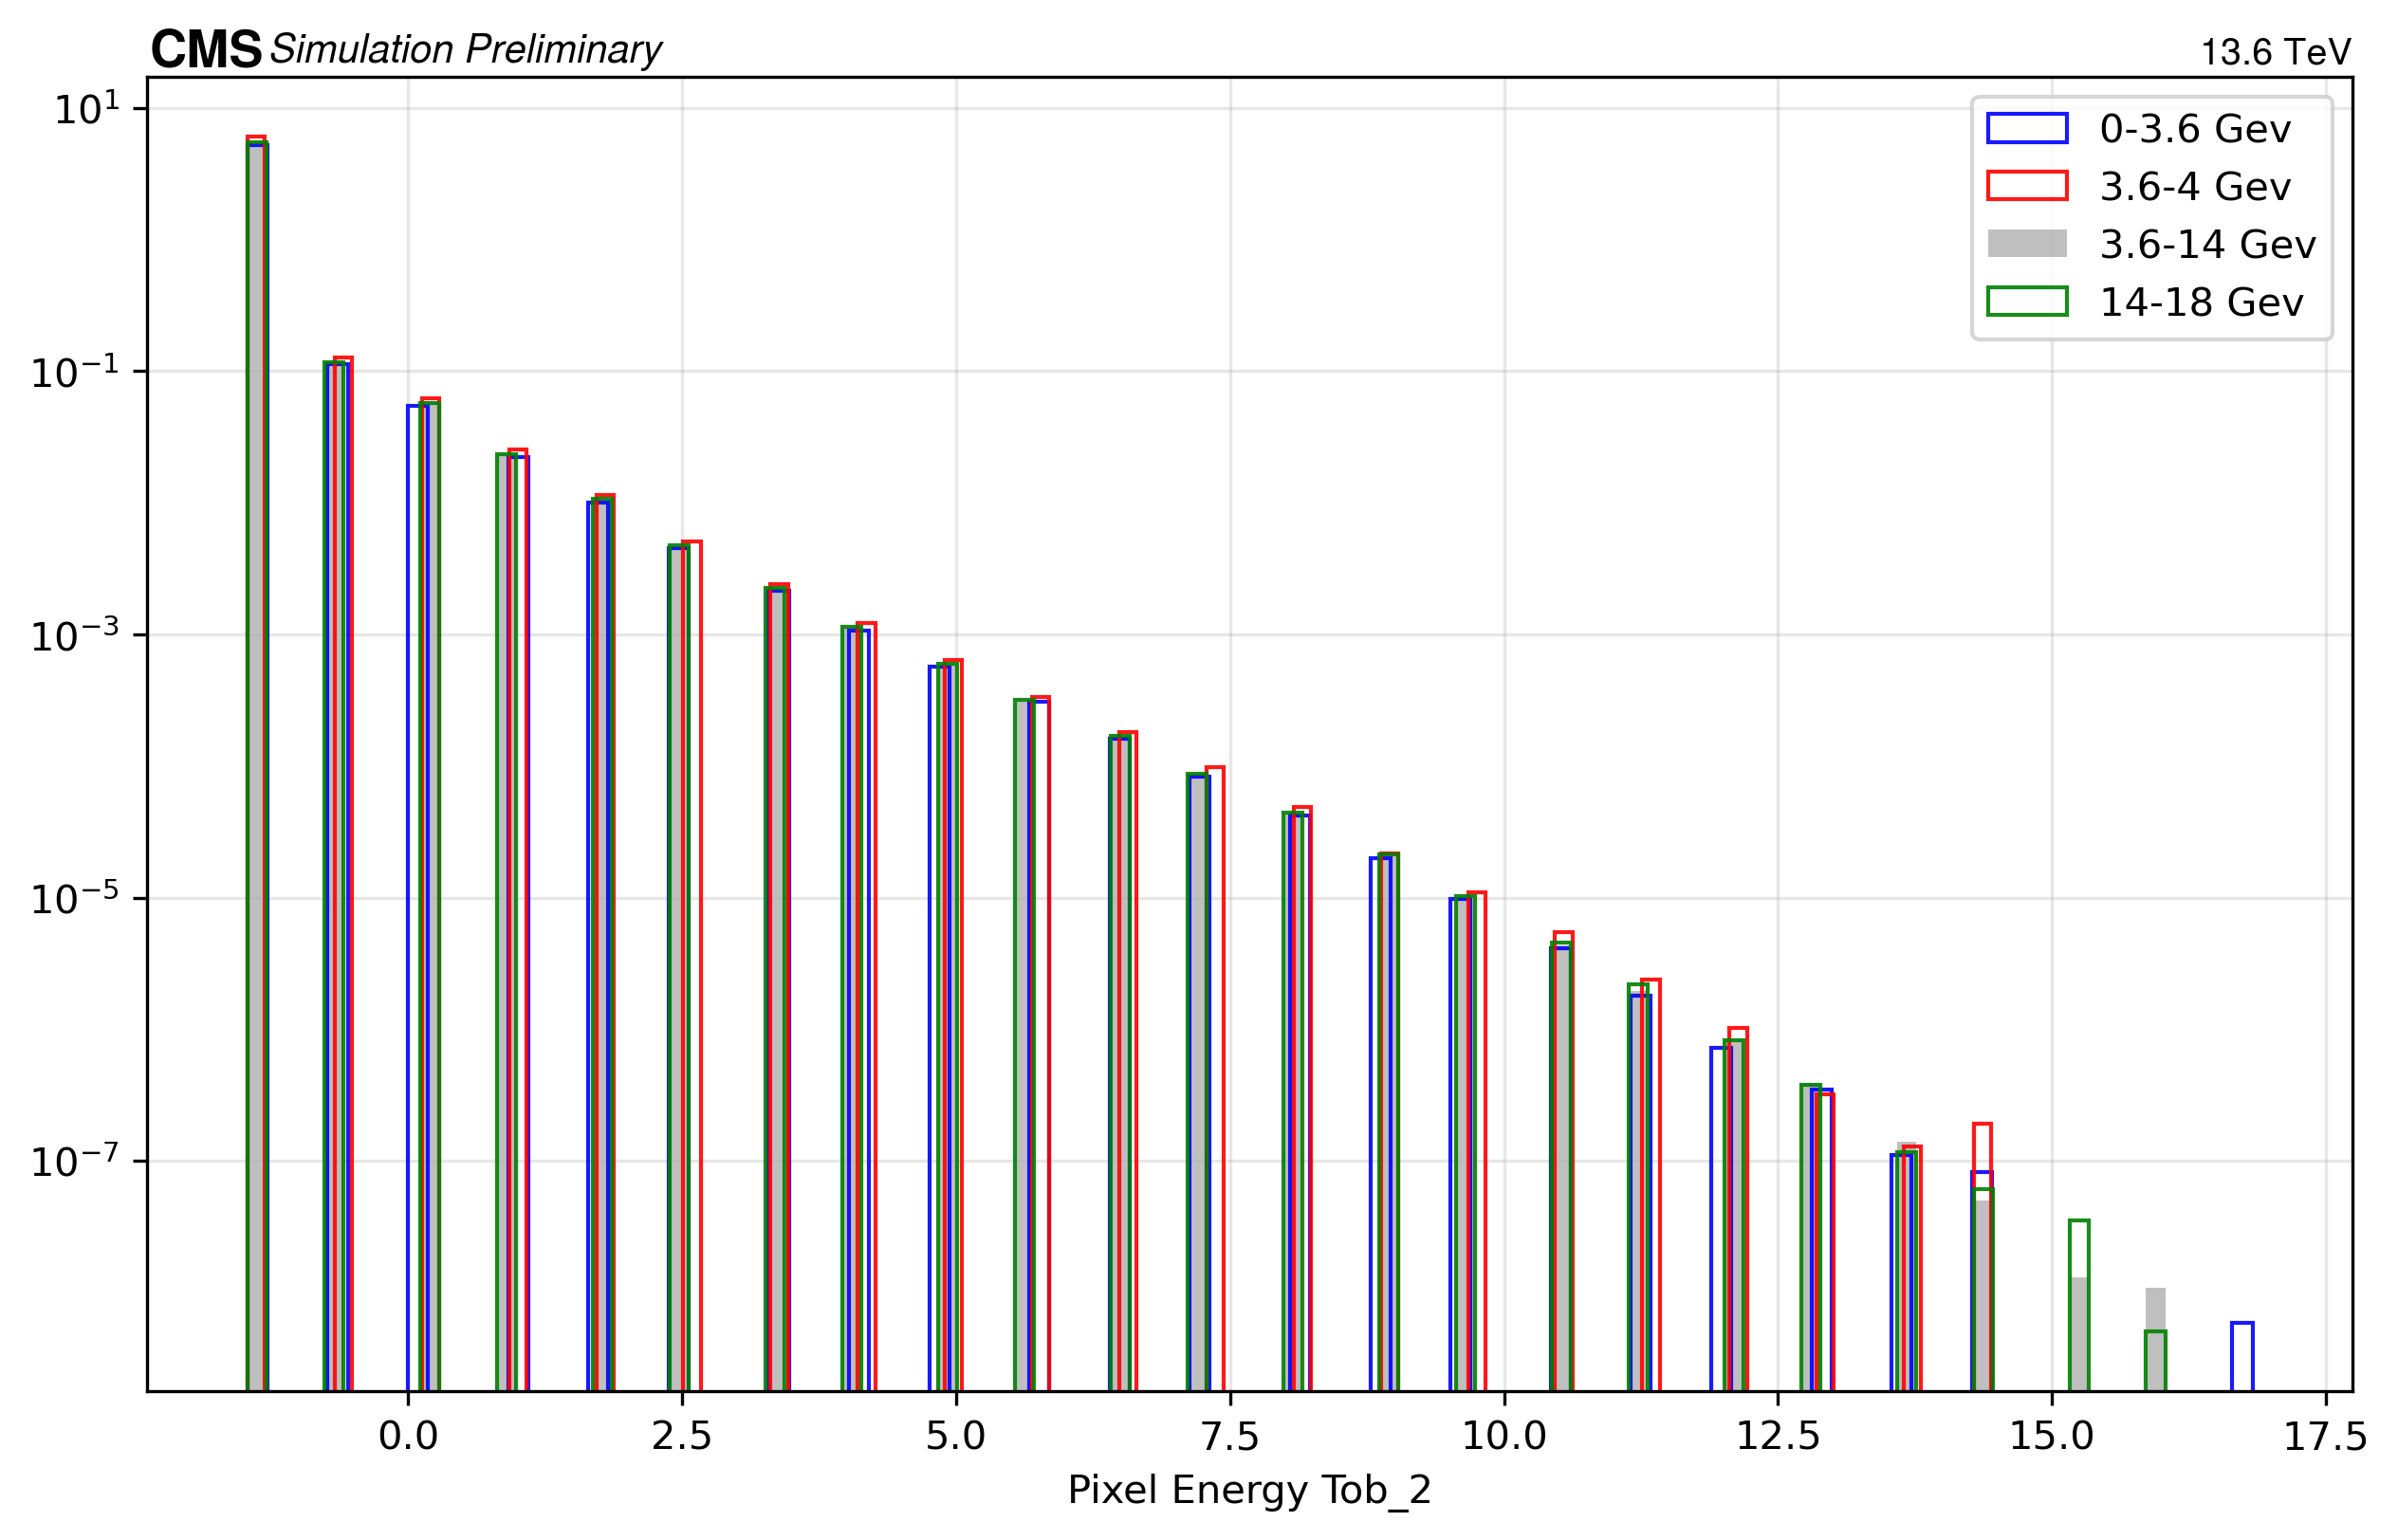 CMS Simulation Preliminary 13.6 TeV
0-3.6 Gev
3.6-4 Gev
3.6-14 Gev
14-18 Gev
10¹
10⁻¹
10⁻³
10⁻⁵
10⁻⁷
0.0 2.5 5.0 7.5 10.0 12.5 15.0 17.5
Pixel Energy Tob_2